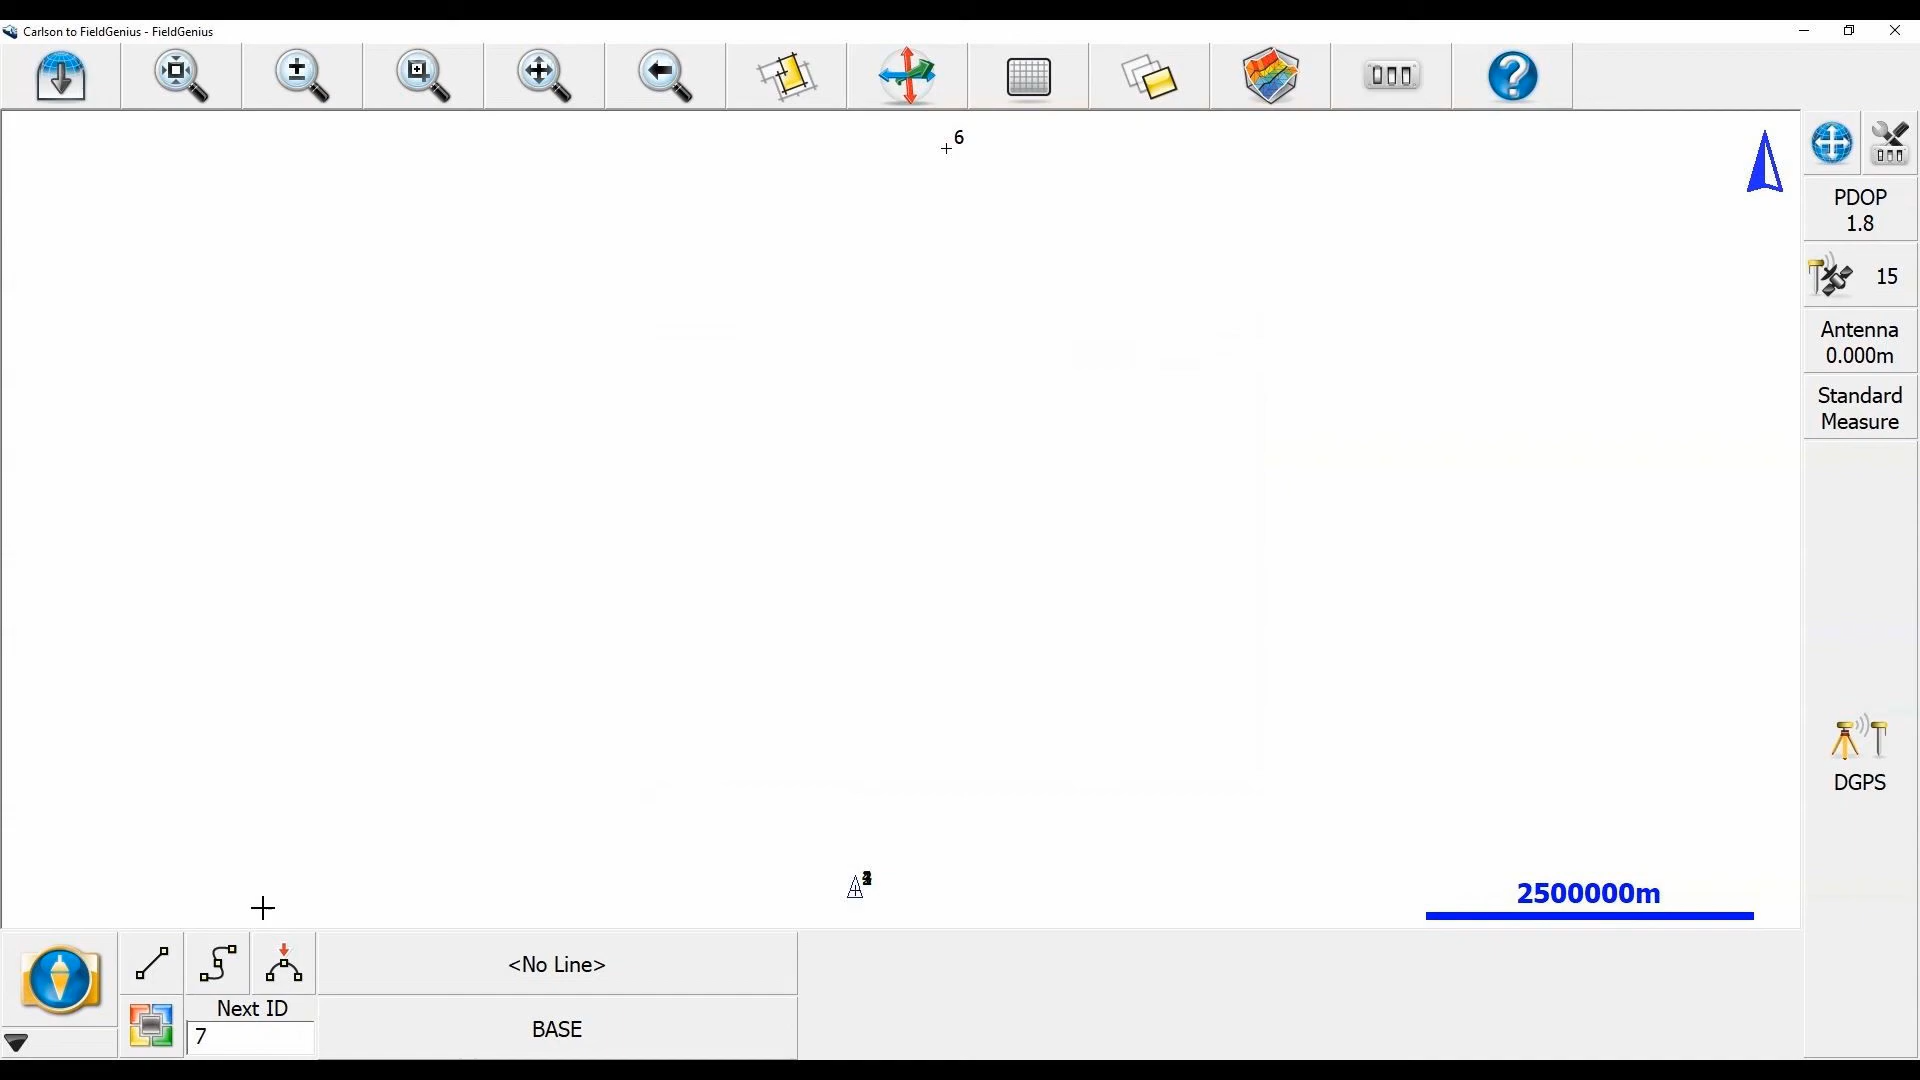 Carlson to FieldGenius - FieldGenius
6
PDOP
1.8
15
Antenna
0.000m
Standard
Measure
DGPS
2500000m
<No Line>
Next ID
7
BASE